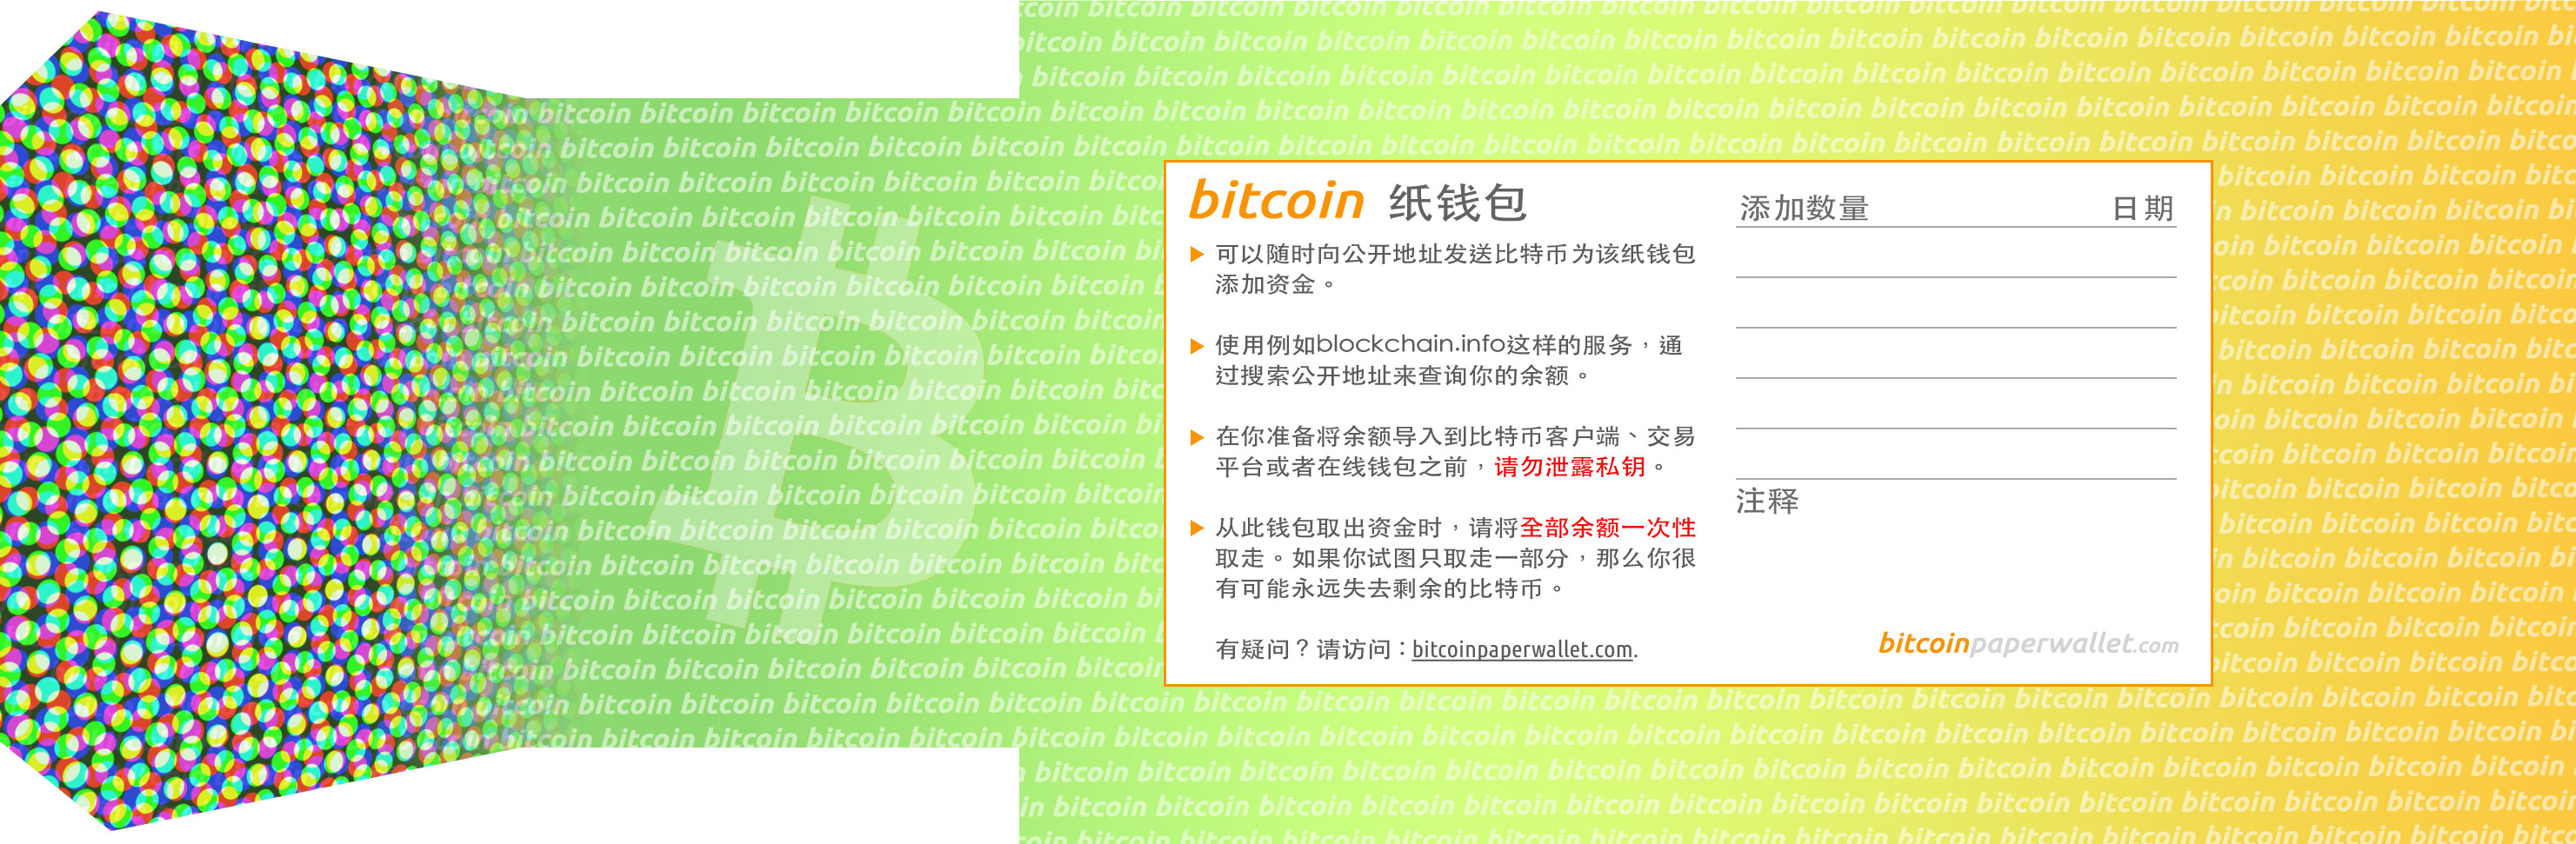 bitcoin 纸钱包
可以随时向公开地址发送比特币为该纸钱包
添加资金。
使用例如blockchain.info这样的服务，通
过搜索公开地址来查询你的余额。
在你准备将余额导入到比特币客户端、交易
平台或者在线钱包之前，请勿泄露私钥。
从此钱包取出资金时，请将全部余额一次性
取走。如果你试图只取走一部分，那么你很
有可能永远失去剩余的比特币。
有疑问？请访问：bitcoinpaperwallet.com.
添加数量 日期
注释
bitcoinpaperwallet.com